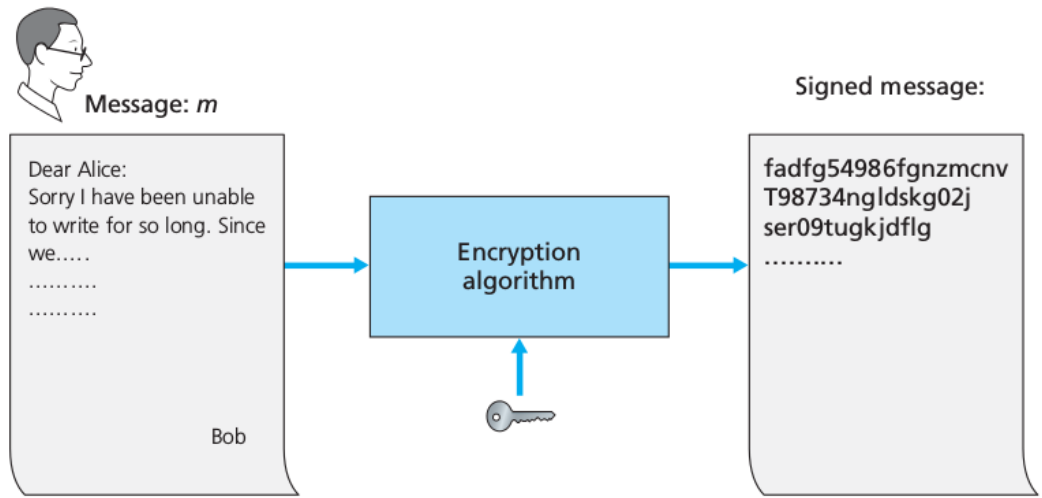 Message: m
Dear Alice:
Sorry I have been unable
to write for so long. Since
we.....
..........
..........
Bob
Encryption
algorithm
Signed message:
fadfg54986fgnzmcnv
T98734ngldskg02j
ser09tugkjdflg
..........